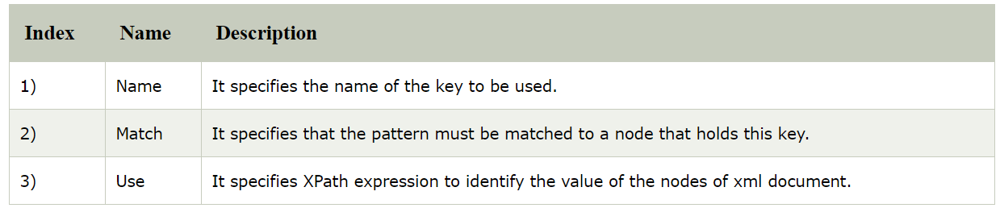 Index Name Description
1) Name It specifies the name of the key to be used.
2) Match It specifies that the pattern must be matched to a node that holds this key.
3) Use It specifies XPath expression to identify the value of the nodes of xml document.